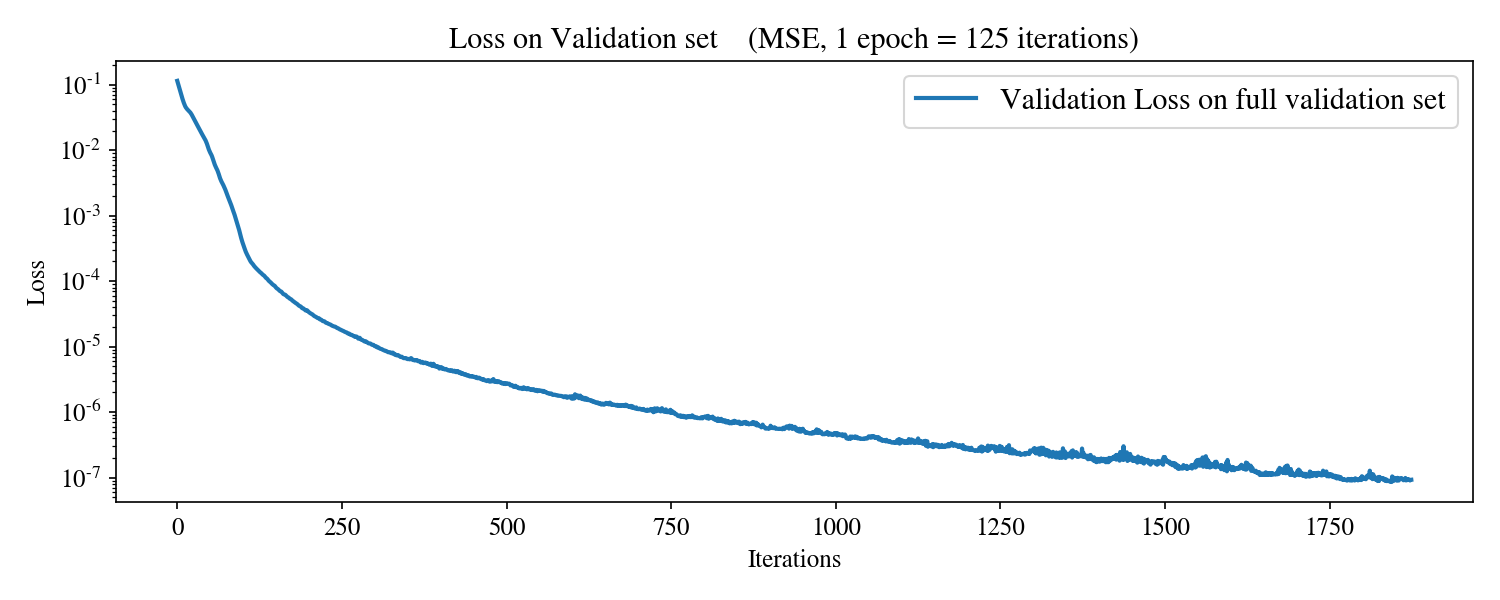 Loss on Validation set    (MSE, 1 epoch = 125 iterations)
Validation Loss on full validation set
Loss
10^-1
10^-2
10^-3
10^-4
10^-5
10^-6
10^-7
0 250 500 750 1000 1250 1500 1750
Iterations